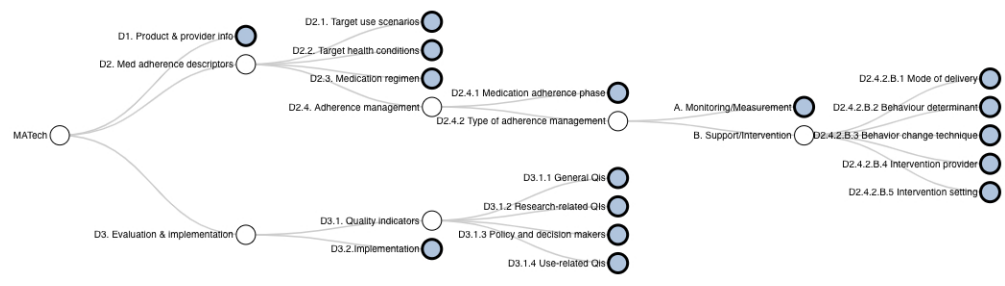 MATech
D1. Product & provider info
D2. Med adherence descriptors
D2.1. Target use scenarios
D2.2. Target health conditions
D2.3. Medication regimen
D2.4. Adherence management
D2.4.1 Medication adherence phase
D2.4.2 Type of adherence management
A. Monitoring/Measurement
B. Support/Intervention
D2.4.2.B.1 Mode of delivery
D2.4.2.B.2 Behaviour determinant
D2.4.2.B.3 Behavior change technique
D2.4.2.B.4 Intervention provider
D2.4.2.B.5 Intervention setting
D3. Evaluation & implementation
D3.1. Quality indicators
D3.1.1 General QIs
D3.1.2 Research-related QIs
D3.1.3 Policy and decision makers
D3.1.4 Use-related QIs
D3.2.Implementation